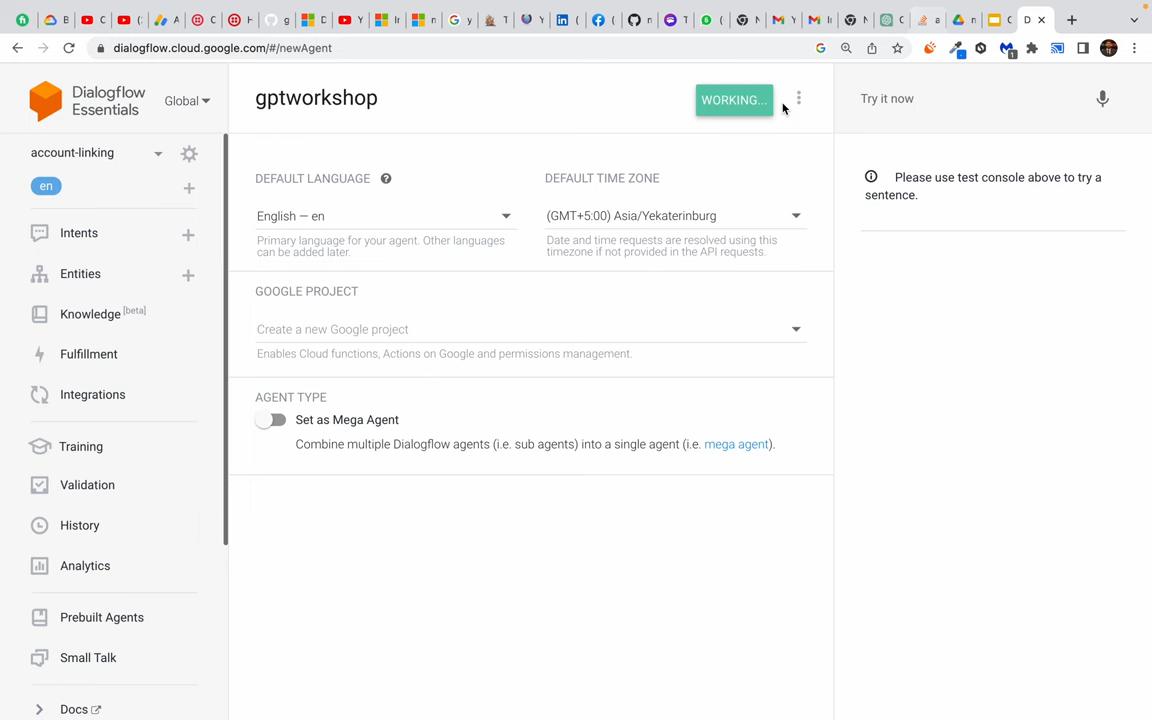 dialogflow.cloud.google.com/#/newAgent
Dialogflow
Essentials
Global
gptworkshop
WORKING...
Try it now
account-linking
en
DEFAULT LANGUAGE
DEFAULT TIME ZONE
Please use test console above to try a
sentence.
English — en
(GMT+5:00) Asia/Yekaterinburg
Primary language for your agent. Other languages
can be added later.
Date and time requests are resolved using this
timezone if not provided in the API requests.
Intents
Entities
Knowledge [beta]
Fulfillment
Integrations
Training
Validation
History
Analytics
Prebuilt Agents
Small Talk
Docs
GOOGLE PROJECT
Create a new Google project
Enables Cloud functions, Actions on Google and permissions management.
AGENT TYPE
Set as Mega Agent
Combine multiple Dialogflow agents (i.e. sub agents) into a single agent (i.e. mega agent).